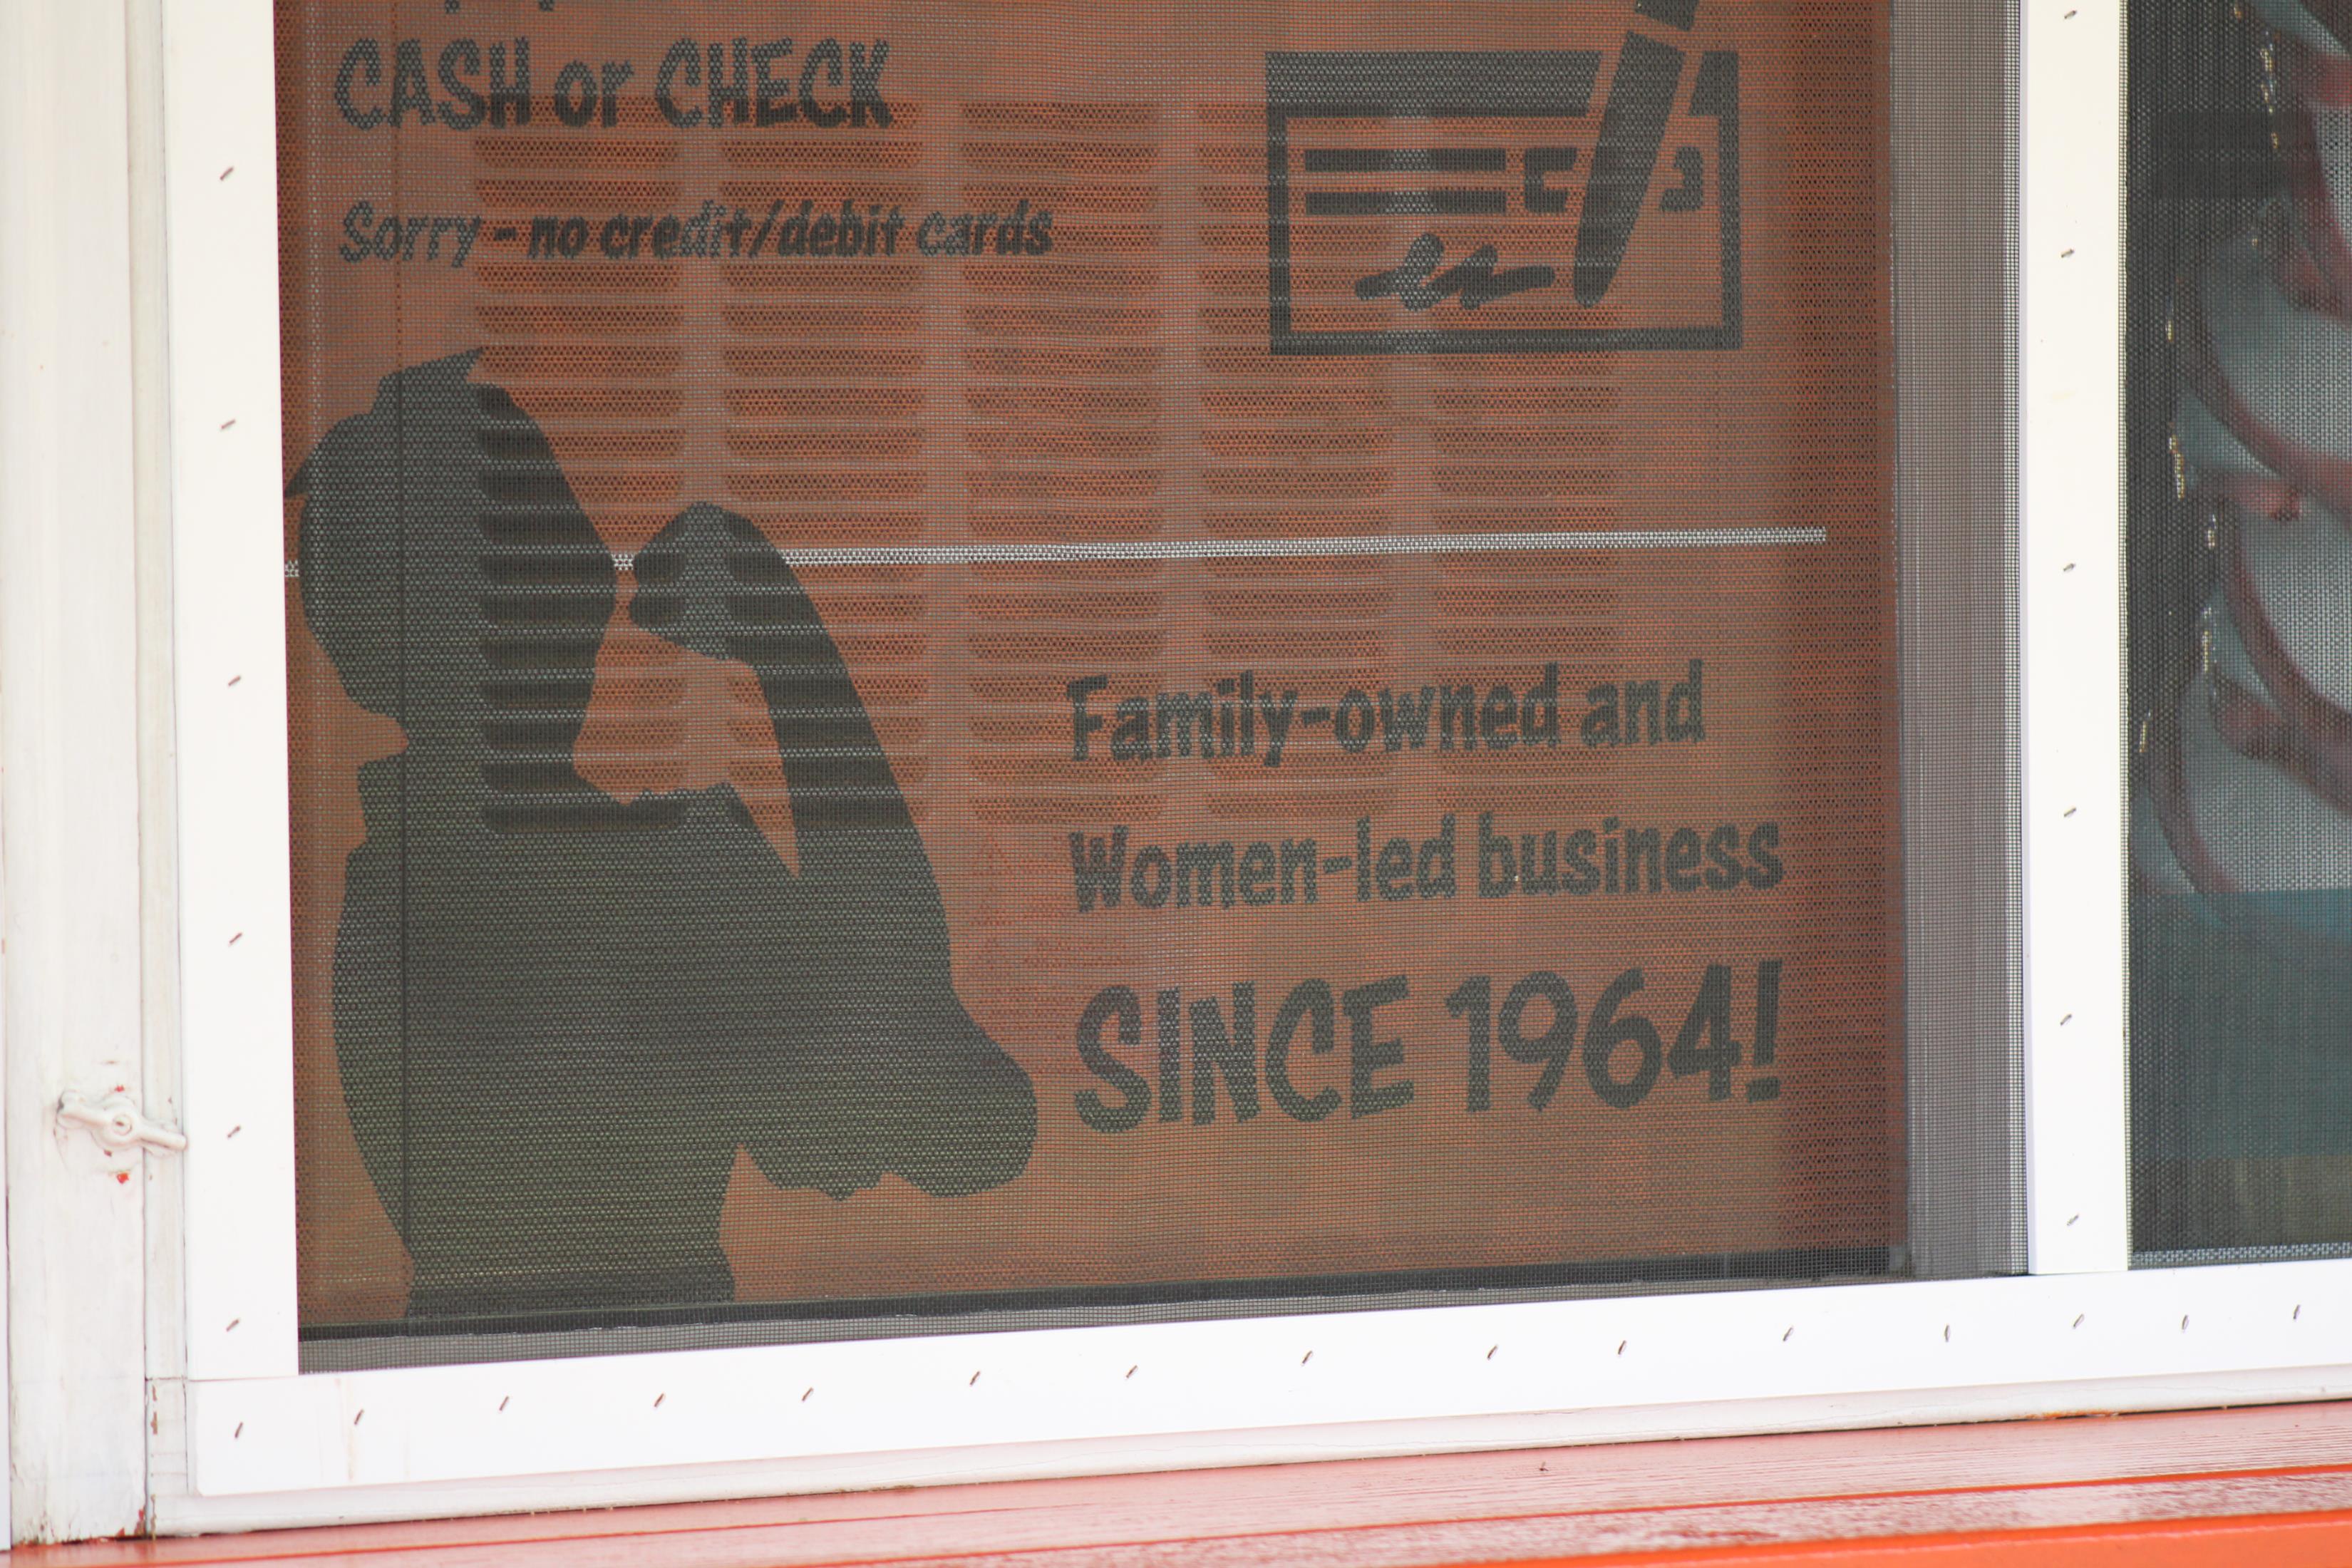 CASH or CHECK
Sorry - no credit/debit cards
Family-owned and
Women-led business
SINCE 1964!